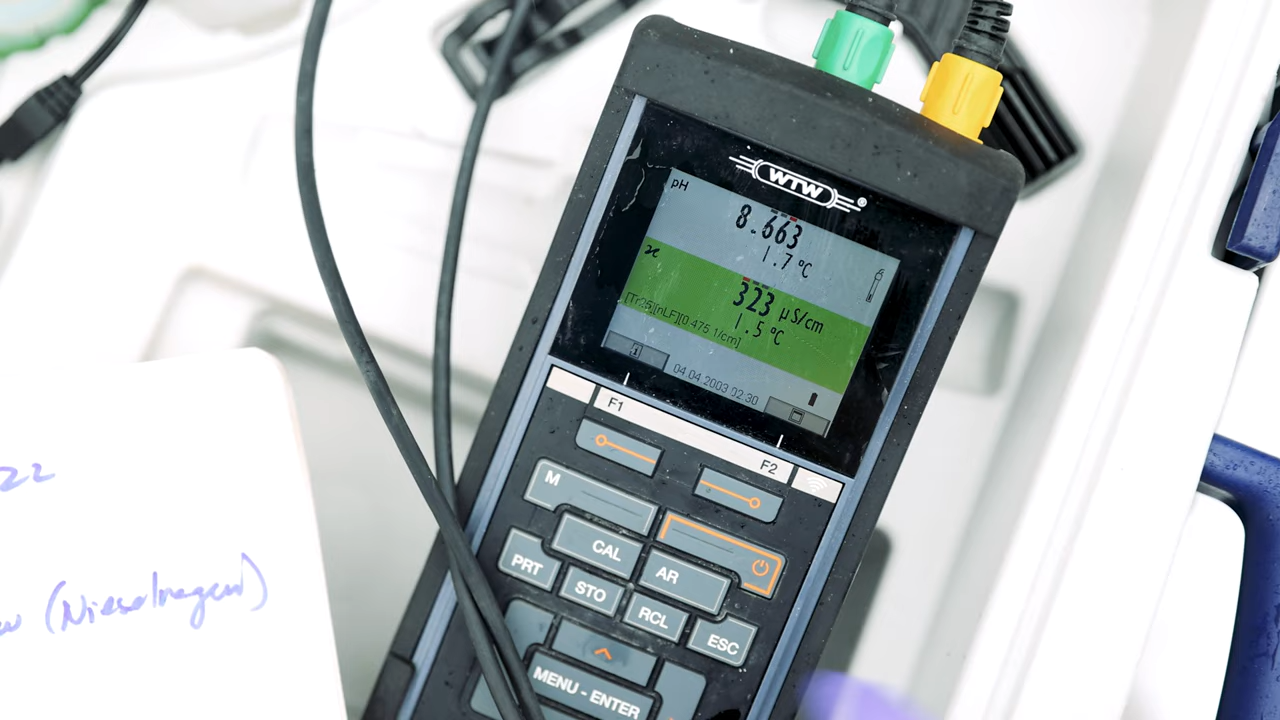 WTW®
pH
8.663
1.7 °C
ϰ
323 µS/cm
1.5 °C
[Tr25][nLF][0.475 1/cm]
04.04.2003 02:30
F1
F2
M
CAL
PRT
AR
STO
RCL
ESC
MENU - ENTER
22
(Nieselregen)